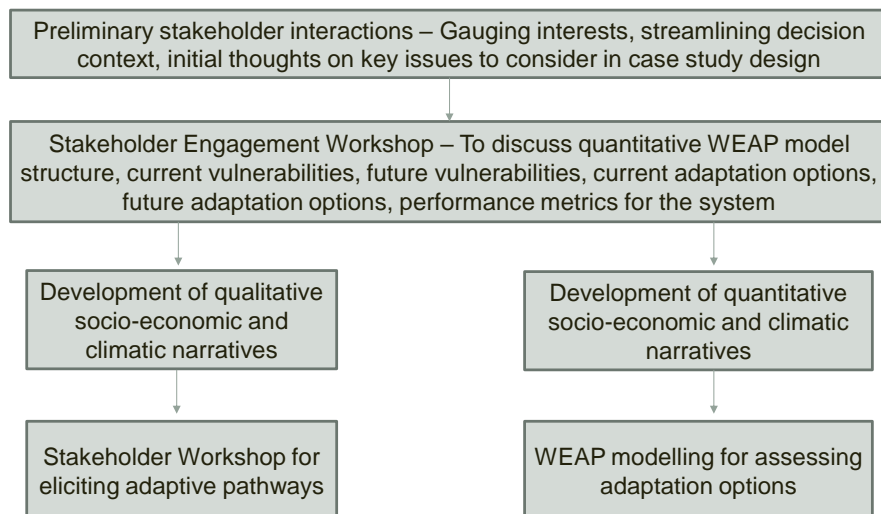 Preliminary stakeholder interactions – Gauging interests, streamlining decision
context, initial thoughts on key issues to consider in case study design
Stakeholder Engagement Workshop – To discuss quantitative WEAP model
structure, current vulnerabilities, future vulnerabilities, current adaptation options,
future adaptation options, performance metrics for the system
Development of qualitative
socio-economic and
climatic narratives
Development of quantitative
socio-economic and climatic
narratives
Stakeholder Workshop for
eliciting adaptive pathways
WEAP modelling for assessing
adaptation options